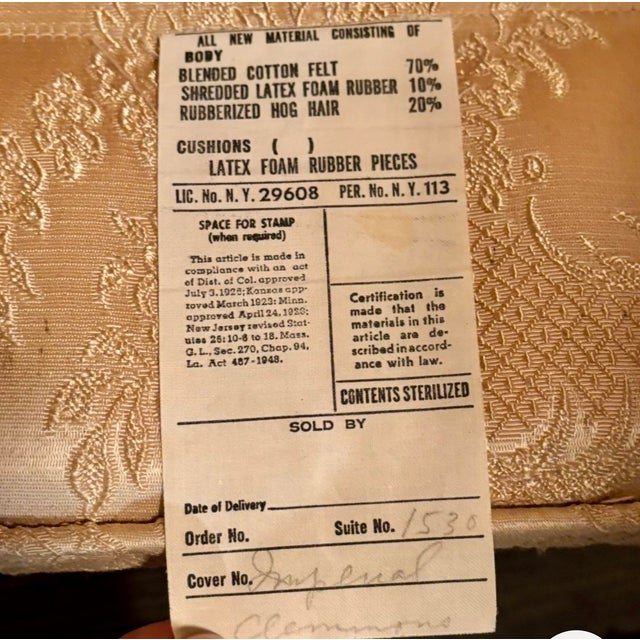 ALL NEW MATERIAL CONSISTING OF
BODY
BLENDED COTTON FELT 70%
SHREDDED LATEX FOAM RUBBER 10%
RUBBERIZED HOG HAIR 20%
CUSHIONS ( )
LATEX FOAM RUBBER PIECES
LIC. No. N. Y. 29608 PER. No. N. Y. 113
SPACE FOR STAMP
(when required)
This article is made in
compliance with an act
of Dist. of Col. approved
July 3, 1926; Kansas app-
roved March 1923: Minn.
approved April 24, 1929;
New Jersey revised Stat-
utes 26:10-6 to 18. Mass.
G. L., Sec. 270, Chap. 94,
La. Act 467-1948.
Certification is
made that the
materials in this
article are de-
scribed in accord-
ance with law.
CONTENTS STERILIZED
SOLD BY
Date of Delivery
Order No. Suite No. 1530
Cover No. Imperial
Clemmons